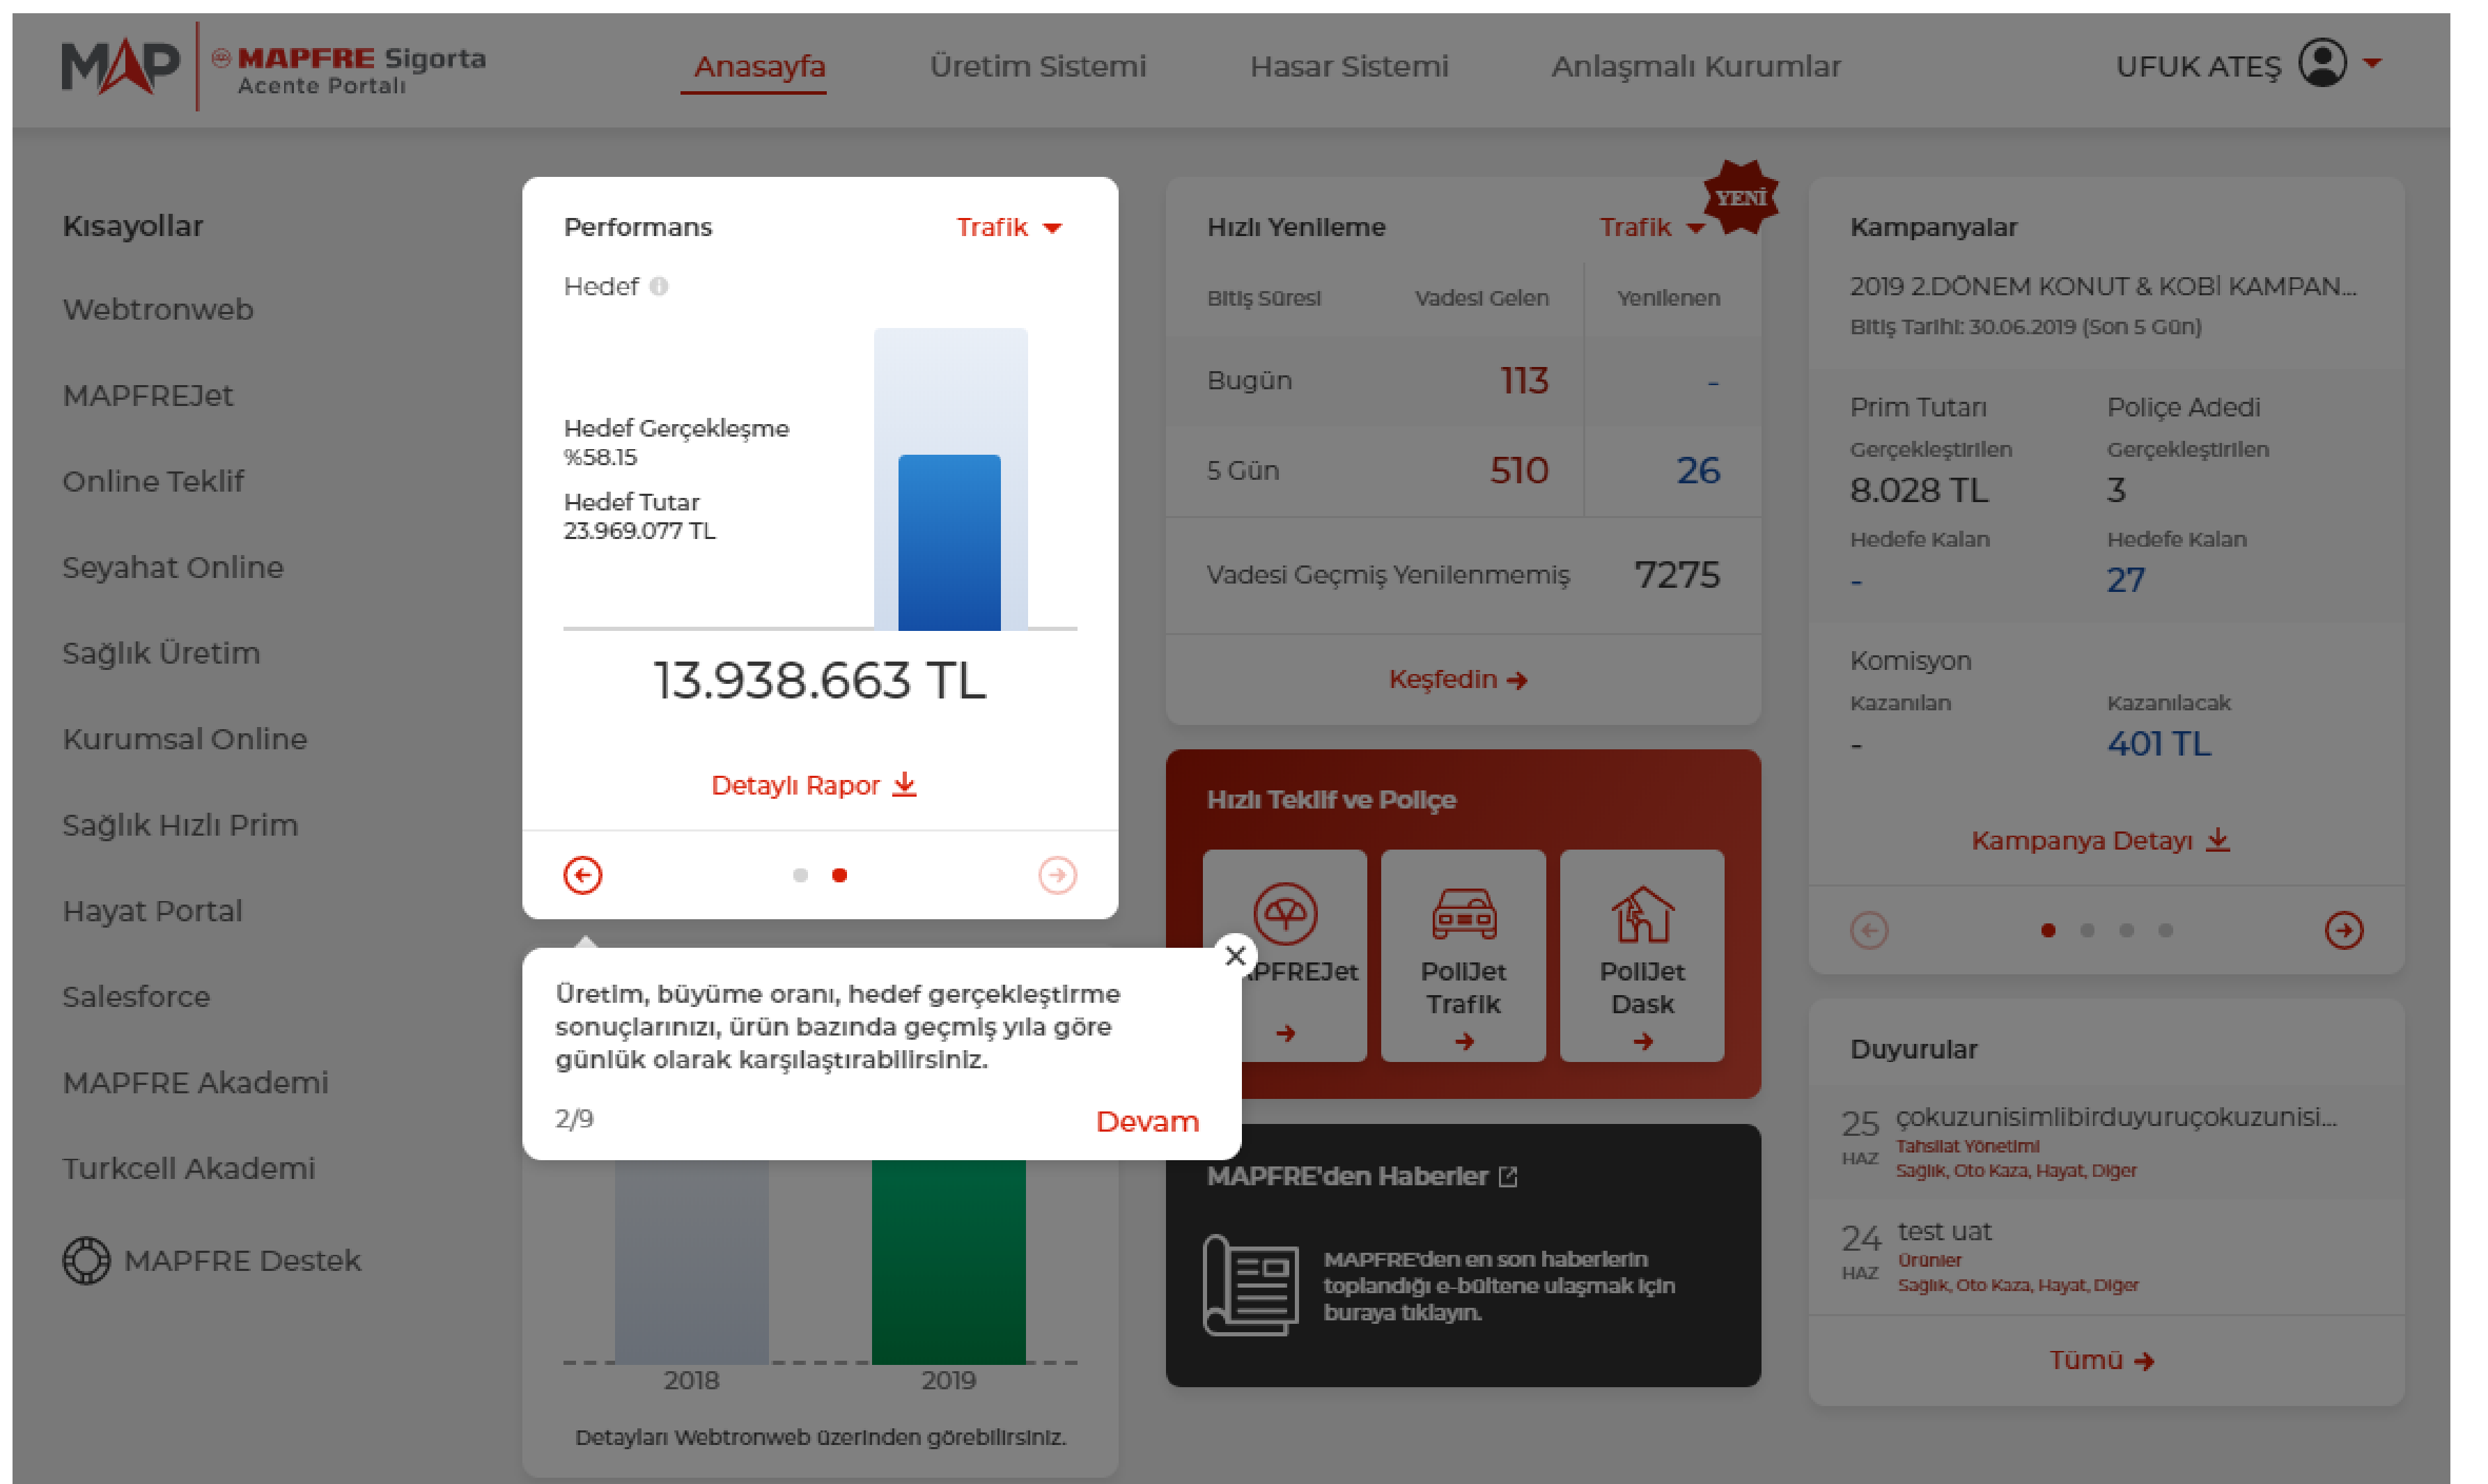 MAP
MAPFRE Sigorta
Acente Portalı
Anasayfa
Üretim Sistemi
Hasar Sistemi
Anlaşmalı Kurumlar
UFUK ATEŞ
Kısayollar
Webtronweb
MAPFREJet
Online Teklif
Seyahat Online
Sağlık Üretim
Kurumsal Online
Sağlık Hızlı Prim
Hayat Portal
Salesforce
MAPFRE Akademi
Turkcell Akademi
MAPFRE Destek
Performans
Trafik
Hedef
Hedef Gerçekleşme
%58.15
Hedef Tutar
23.969.077 TL
13.938.663 TL
Detaylı Rapor
Üretim, büyüme oranı, hedef gerçekleştirme
sonuçlarınızı, ürün bazında geçmiş yıla göre
günlük olarak karşılaştırabilirsiniz.
2/9
Devam
2018
2019
Detayları Webtronweb üzerinden görebilirsiniz.
Hızlı Yenileme
Trafik
YENİ
Bitiş Süresi
Vadesi Gelen
Yenilenen
Bugün
113
-
5 Gün
510
26
Vadesi Geçmiş Yenilenmemiş
7275
Keşfedin
Hızlı Teklif ve Poliçe
PFREJet
PoliJet
Trafik
PoliJet
Dask
MAPFRE'den Haberler
MAPFRE'den en son haberlerin
toplandığı e-bültene ulaşmak için
buraya tıklayın.
Kampanyalar
2019 2.DÖNEM KONUT & KOBİ KAMPAN...
Bitiş Tarihi: 30.06.2019 (Son 5 Gün)
Prim Tutarı
Poliçe Adedi
Gerçekleştirilen
Gerçekleştirilen
8.028 TL
3
Hedefe Kalan
Hedefe Kalan
-
27
Komisyon
Kazanılan
Kazanılacak
-
401 TL
Kampanya Detayı
Duyurular
25 HAZ
çokuzunisimlibirduyuruçokuzunisi...
Tahsilat Yönetimi
Sağlık, Oto Kaza, Hayat, Diğer
24 HAZ
test uat
Ürünler
Sağlık, Oto Kaza, Hayat, Diğer
Tümü